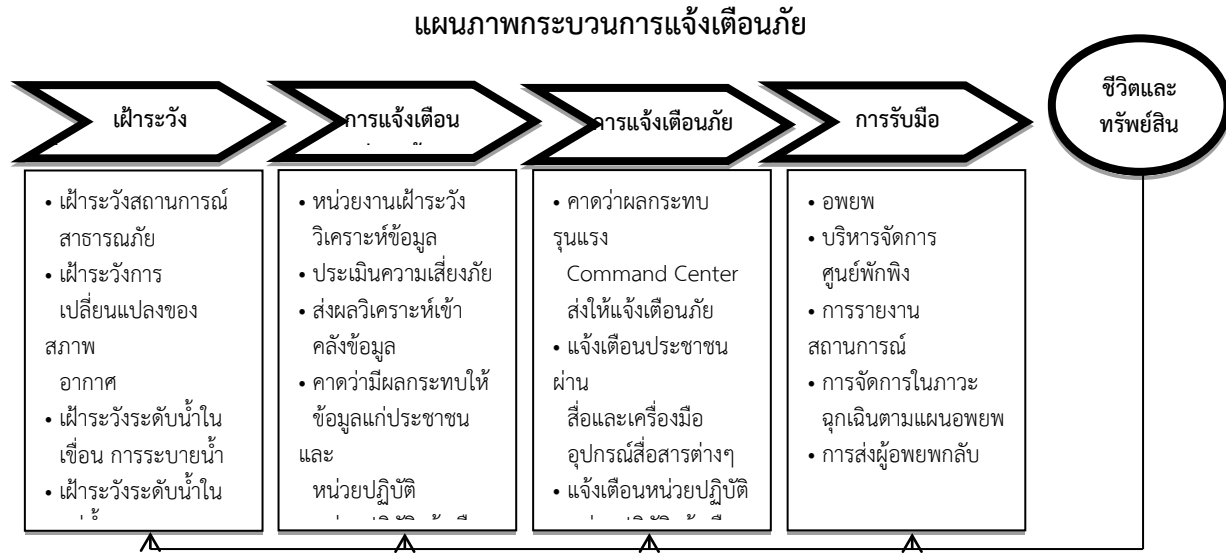 แผนภาพกระบวนการแจ้งเตือนภัย
เฝ้าระวัง
การแจ้งเตือน
การแจ้งเตือนภัย
การรับมือ
ชีวิตและ
ทรัพย์สิน
• เฝ้าระวังสถานการณ์
สาธารณภัย
• เฝ้าระวังการ
เปลี่ยนแปลงของ
สภาพ
อากาศ
• เฝ้าระวังระดับน้ำใน
เขื่อน การระบายน้ำ
• เฝ้าระวังระดับน้ำใน
• หน่วยงานเฝ้าระวัง
วิเคราะห์ข้อมูล
• ประเมินความเสี่ยงภัย
• ส่งผลวิเคราะห์เข้า
คลังข้อมูล
• คาดว่ามีผลกระทบให้
ข้อมูลแก่ประชาชน
และ
หน่วยปฏิบัติ
• คาดว่าผลกระทบ
รุนแรง
Command Center
ส่งให้แจ้งเตือนภัย
• แจ้งเตือนประชาชน
ผ่าน
สื่อและเครื่องมือ
อุปกรณ์สื่อสารต่างๆ
• แจ้งเตือนหน่วยปฏิบัติ
• อพยพ
• บริหารจัดการ
ศูนย์พักพิง
• การรายงาน
สถานการณ์
• การจัดการในภาวะ
ฉุกเฉินตามแผนอพยพ
• การส่งผู้อพยพกลับ